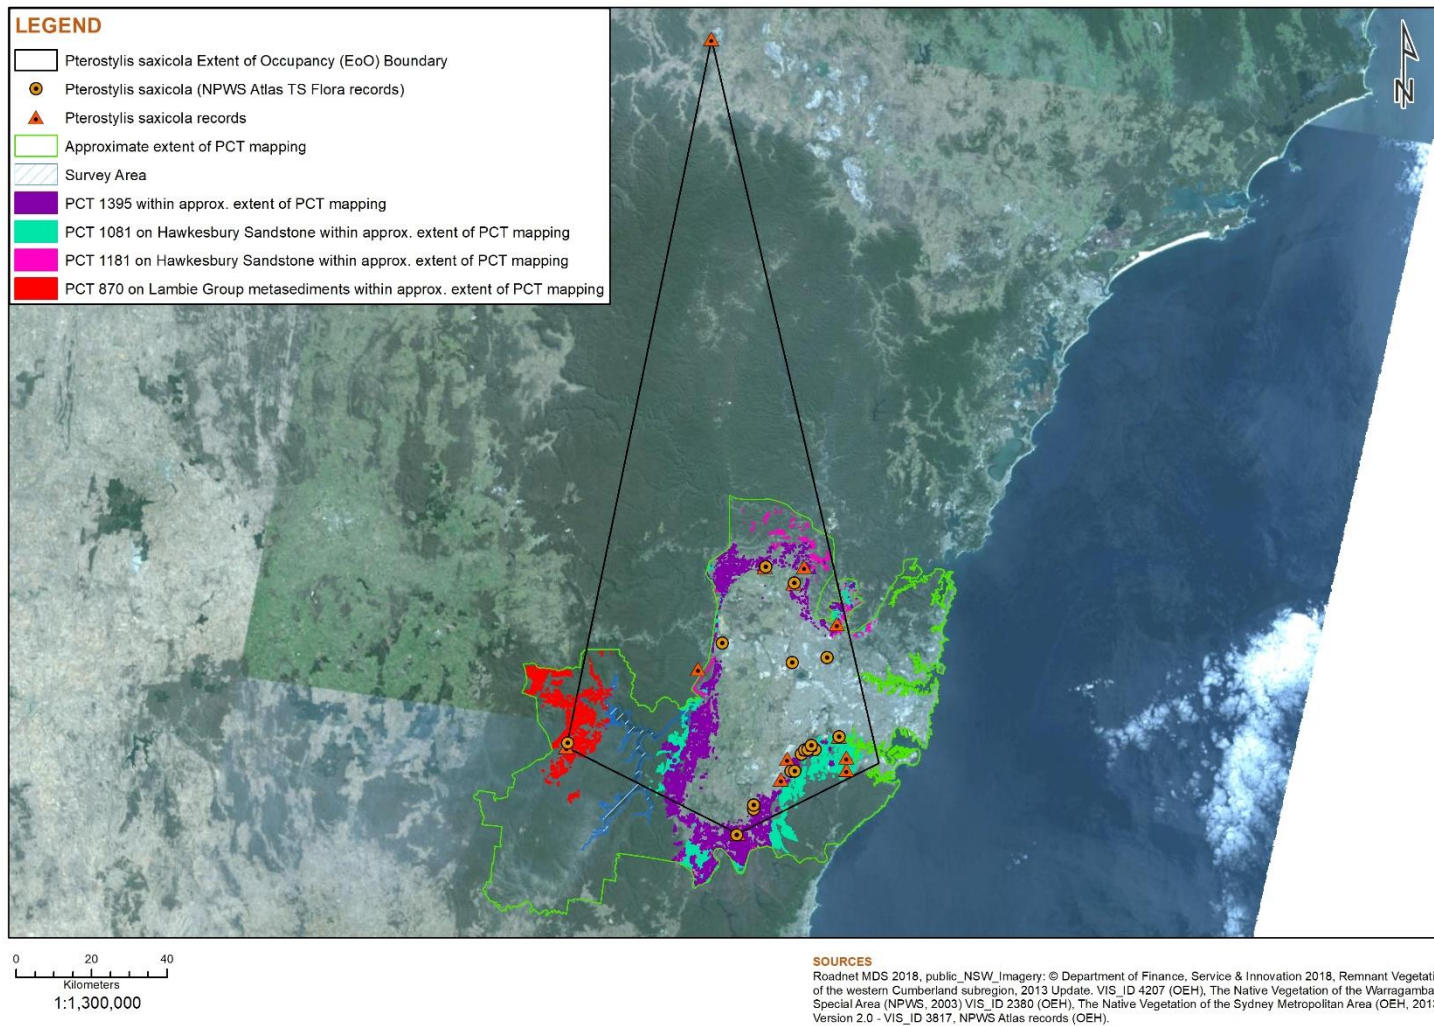 LEGEND
Pterostylis saxicola Extent of Occupancy (EoO) Boundary
Pterostylis saxicola (NPWS Atlas TS Flora records)
Pterostylis saxicola records
Approximate extent of PCT mapping
Survey Area
PCT 1395 within approx. extent of PCT mapping
PCT 1081 on Hawkesbury Sandstone within approx. extent of PCT mapping
PCT 1181 on Hawkesbury Sandstone within approx. extent of PCT mapping
PCT 870 on Lambie Group metasediments within approx. extent of PCT mapping
N
0 20 40
Kilometers
1:1,300,000
SOURCES
Roadnet MDS 2018, public_NSW_Imagery: © Department of Finance, Service & Innovation 2018, Remnant Vegetati
of the western Cumberland subregion, 2013 Update. VIS_ID 4207 (OEH), The Native Vegetation of the Warragamba
Special Area (NPWS, 2003) VIS_ID 2380 (OEH), The Native Vegetation of the Sydney Metropolitan Area (OEH, 2013
Version 2.0 - VIS_ID 3817, NPWS Atlas records (OEH).